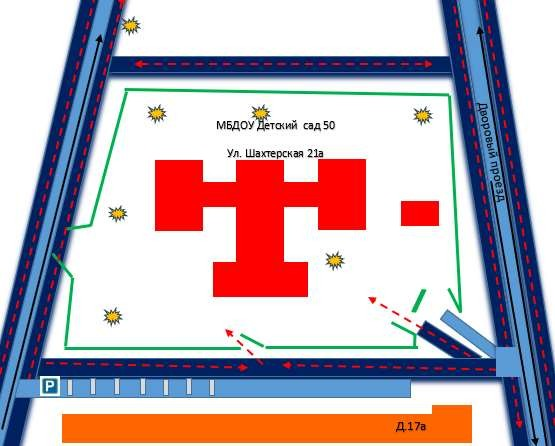 МБДОУ Детский сад 50
Ул. Шахтерская 21а
Дворовый проезд
P
Д.17а